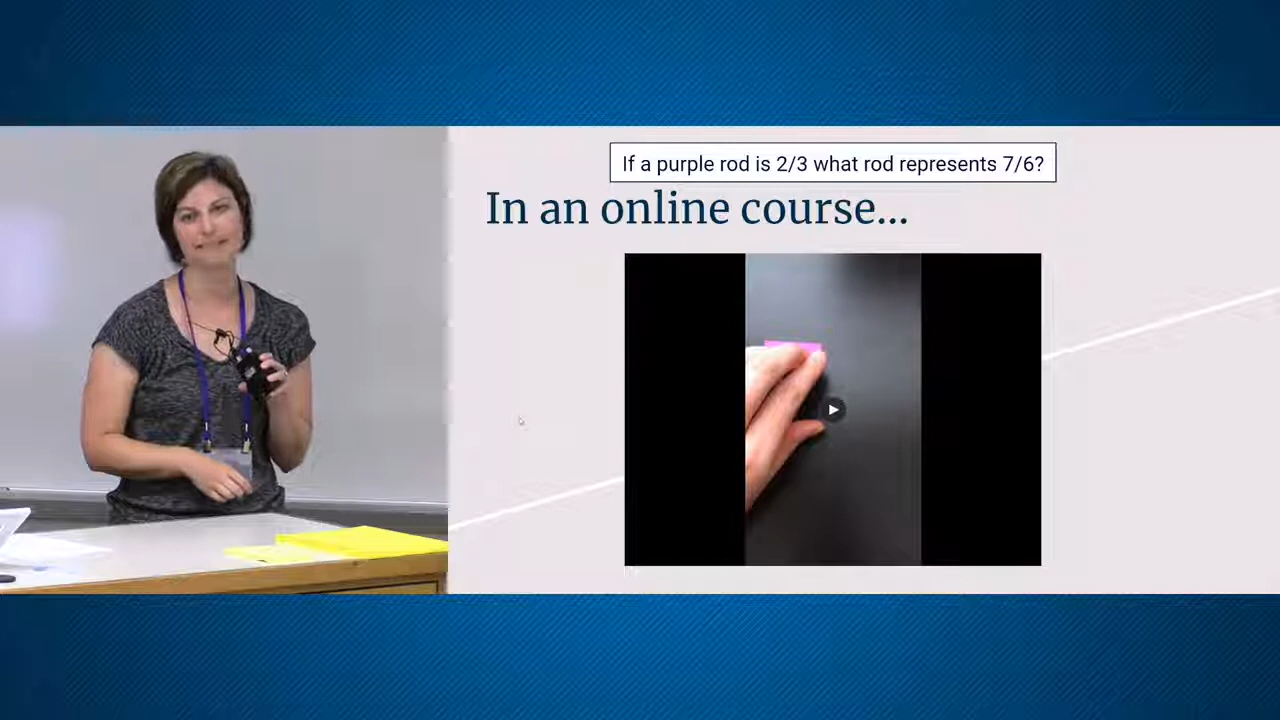 If a purple rod is 2/3 what rod represents 7/6?
In an online course...